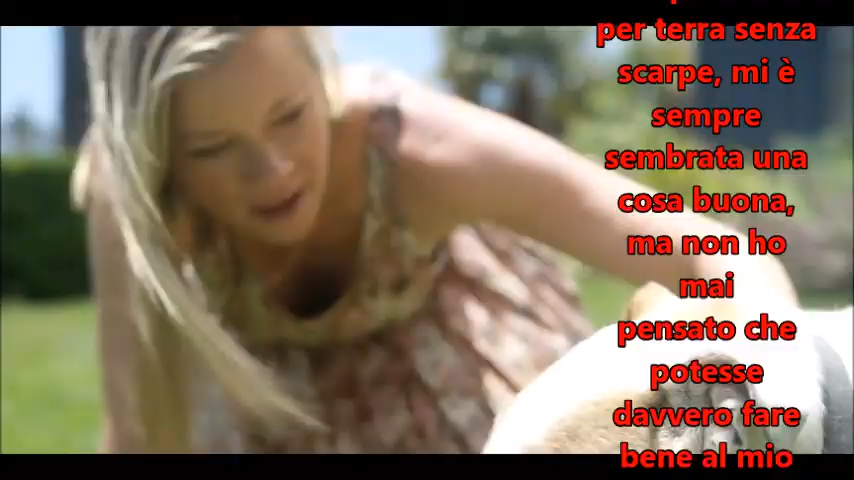 per terra senza
scarpe, mi è
sempre
sembrata una
cosa buona,
ma non ho
mai
pensato che
potesse
davvero fare
bene al mio